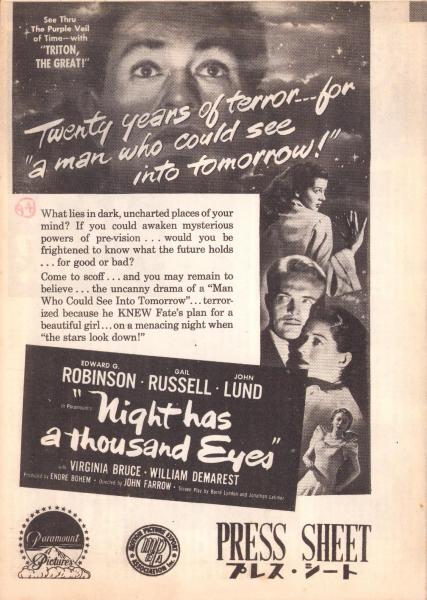 See Thru
The Purple Veil
of Time—with
"TRITON,
THE GREAT!"
Twenty years of terror...for
"a man who could see
into tomorrow!"
What lies in dark, uncharted places of your
mind? If you could awaken mysterious
powers of pre-vision . . . would you be
frightened to know what the future holds
. . . for good or bad?
Come to scoff . . . and you may remain to
believe . . . the uncanny drama of a "Man
Who Could See Into Tomorrow" . . . terror-
ized because he KNEW Fate's plan for a
beautiful girl . . . on a menacing night when
"the stars look down!"
EDWARD G. ROBINSON · GAIL RUSSELL · JOHN LUND
in Paramount's
"Night has
a thousand Eyes"
with VIRGINIA BRUCE · WILLIAM DEMAREST
Produced by ENDRE BOHEM · Directed by JOHN FARROW · Screen Play by Barré Lyndon and Jonathan Latimer
Paramount
Pictures
MOTION PICTURE EXPORT
MPEA
ASSOCIATION, Inc.
PRESS SHEET
プレス・シート